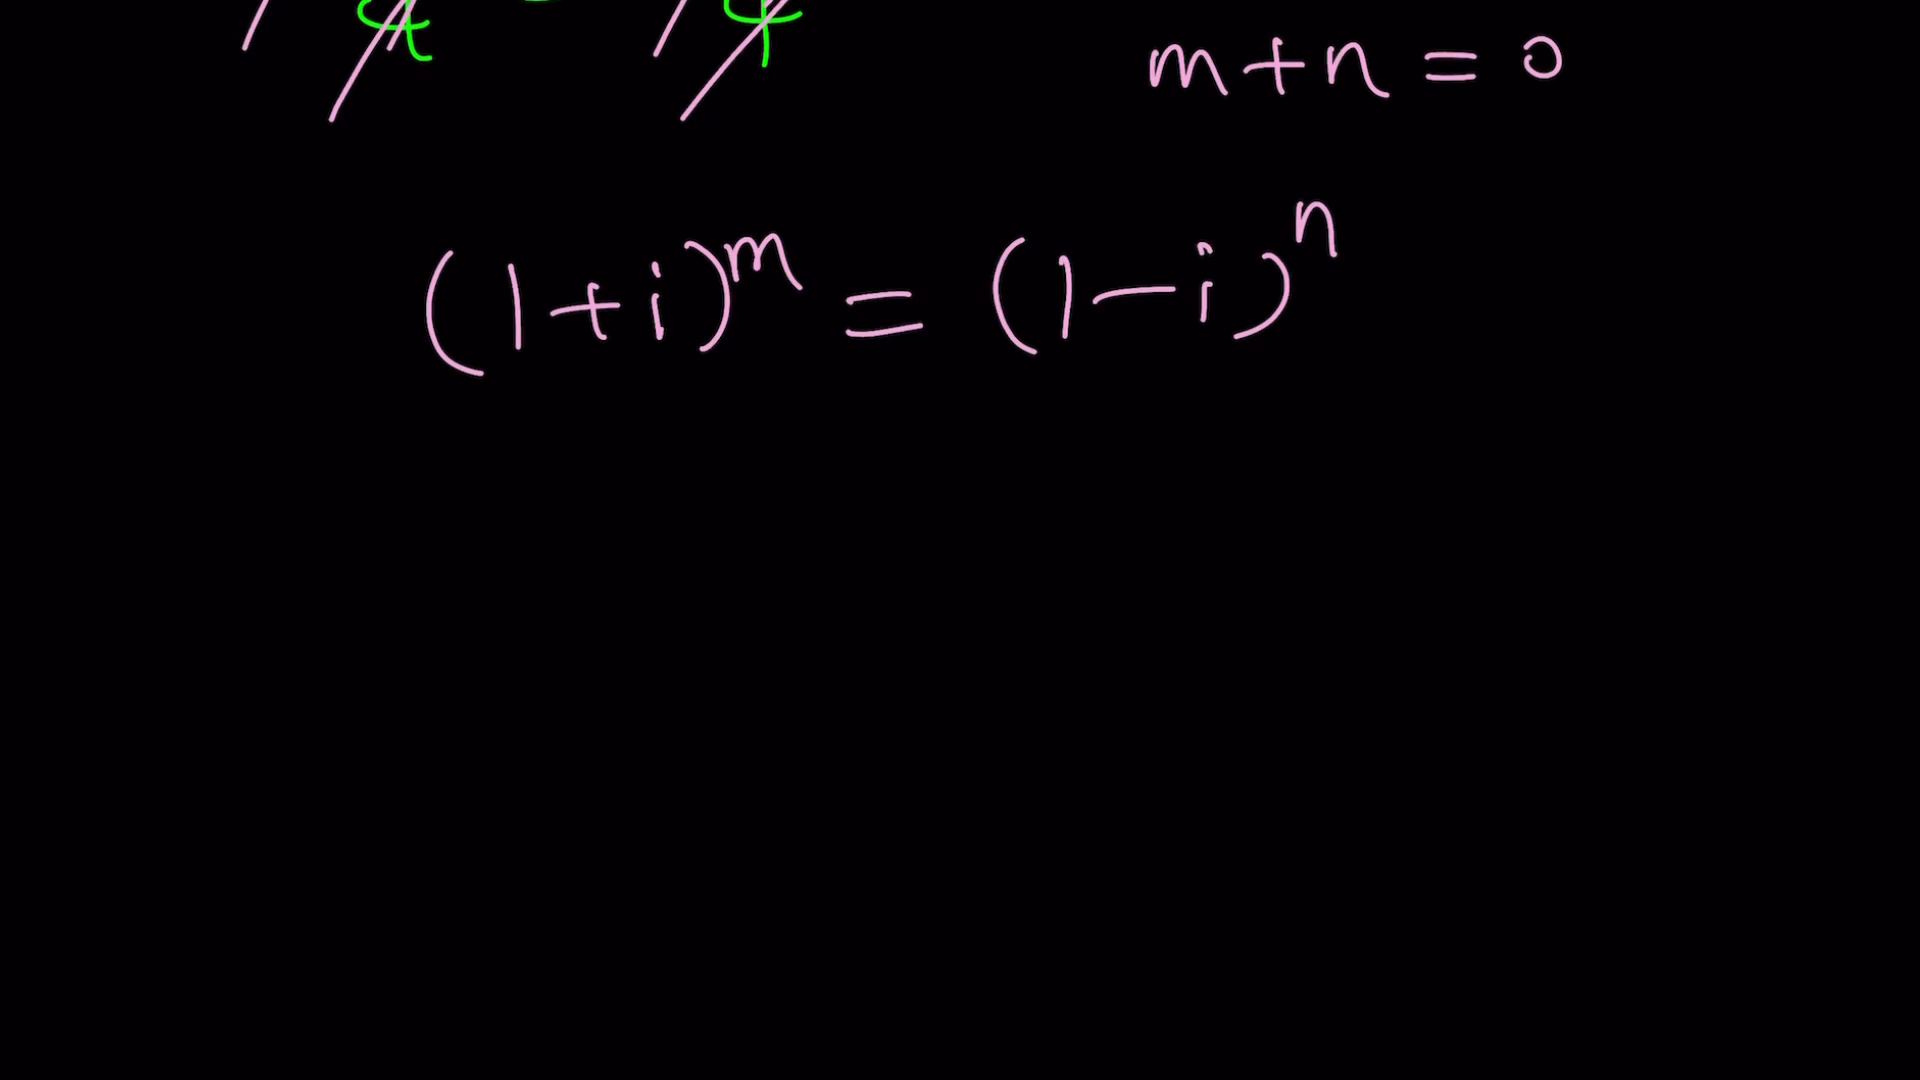 m+n=0
(1+i)^m = (1-i)^n